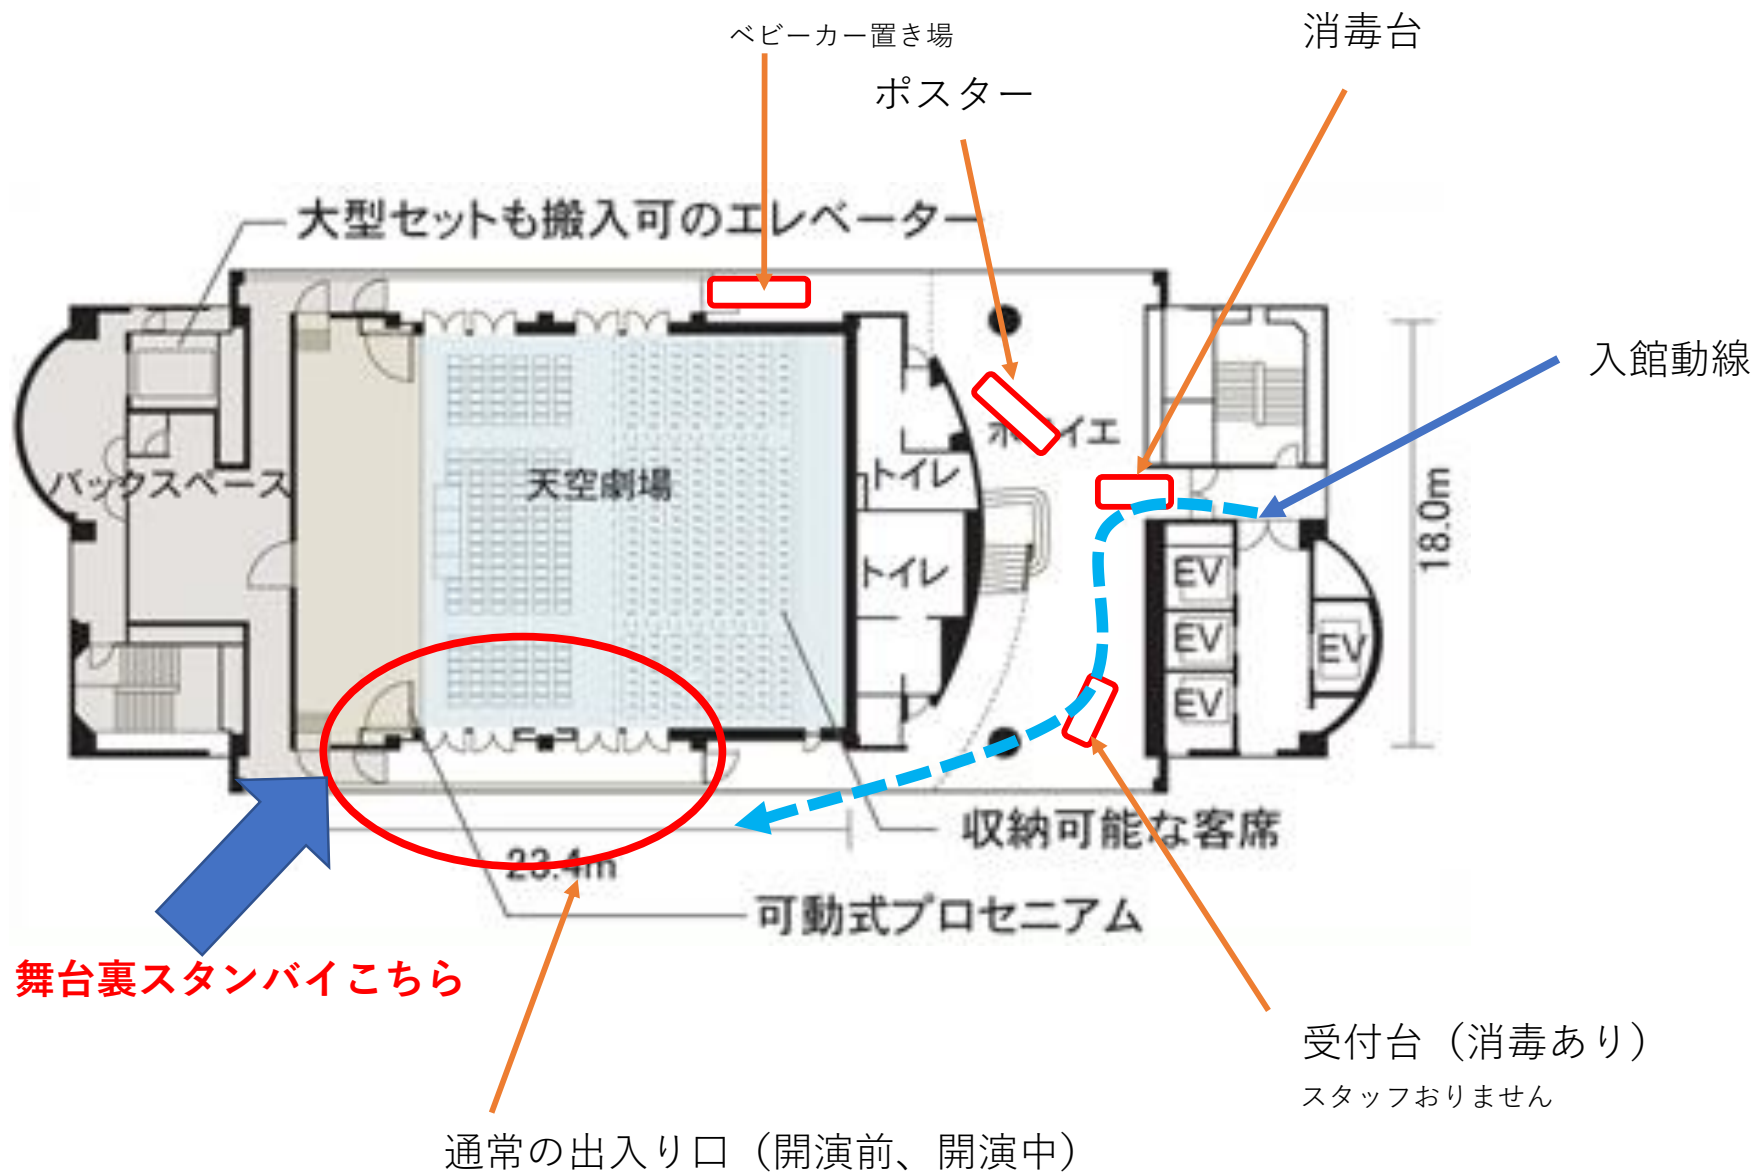 ベビーカー置き場
消毒台
ポスター
大型セットも搬入可のエレベーター
入館動線
バックスペース
天空劇場
トイレ
トイレ
イエ
18.0m
EV
EV
EV
EV
収納可能な客席
23.4m
可動式プロセニアム
舞台裏スタンバイこちら
受付台（消毒あり）
スタッフおりません
通常の出入り口（開演前、開演中）